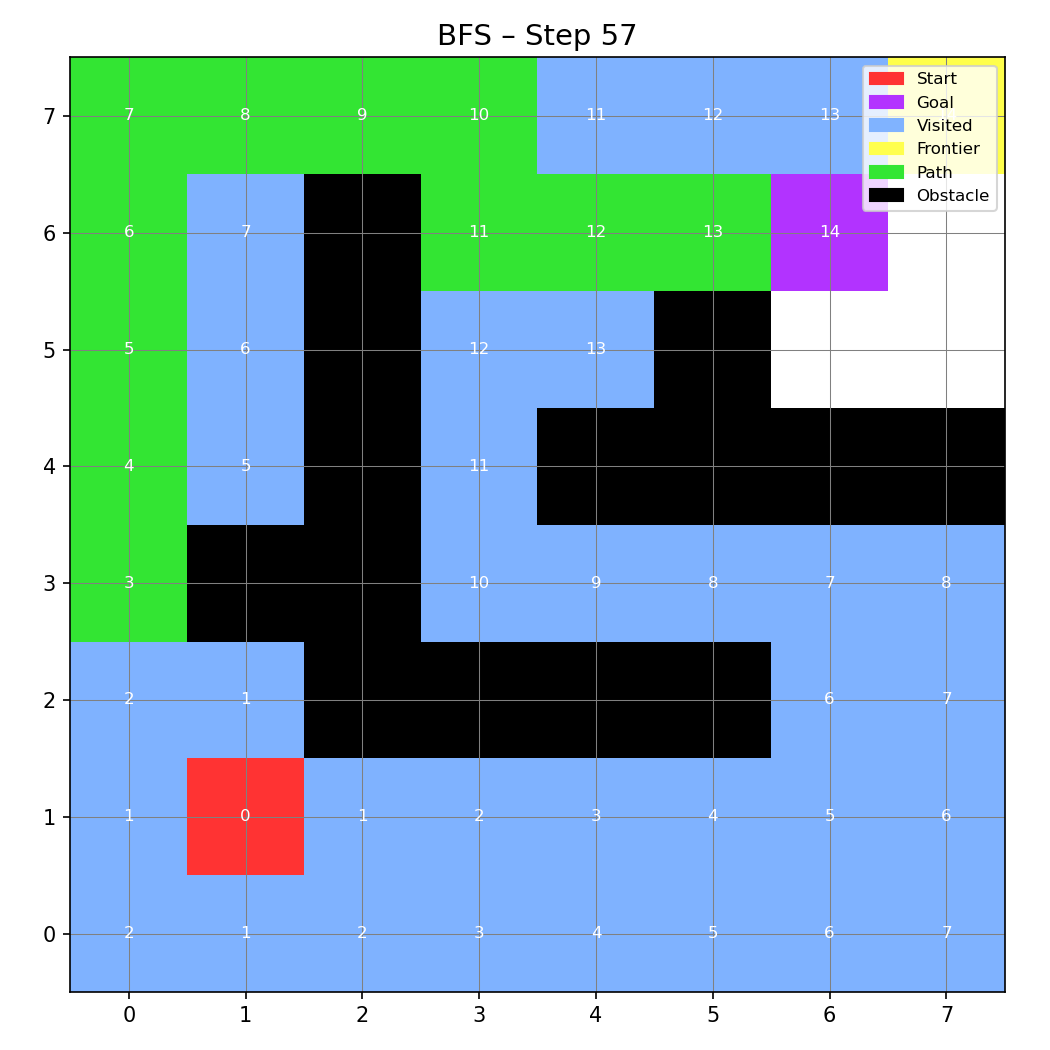 BFS – Step 57
7 7 8 9 10 11 12 13
Start
Goal
Visited
Frontier
Path
Obstacle
6 6 7 11 12 13 14
5 5 6 12 13
4 4 5 11
3 3 10 9 8 7 8
2 2 1 6 7
1 1 0 1 2 3 4 5 6
0 2 1 2 3 4 5 6 7
0 1 2 3 4 5 6 7